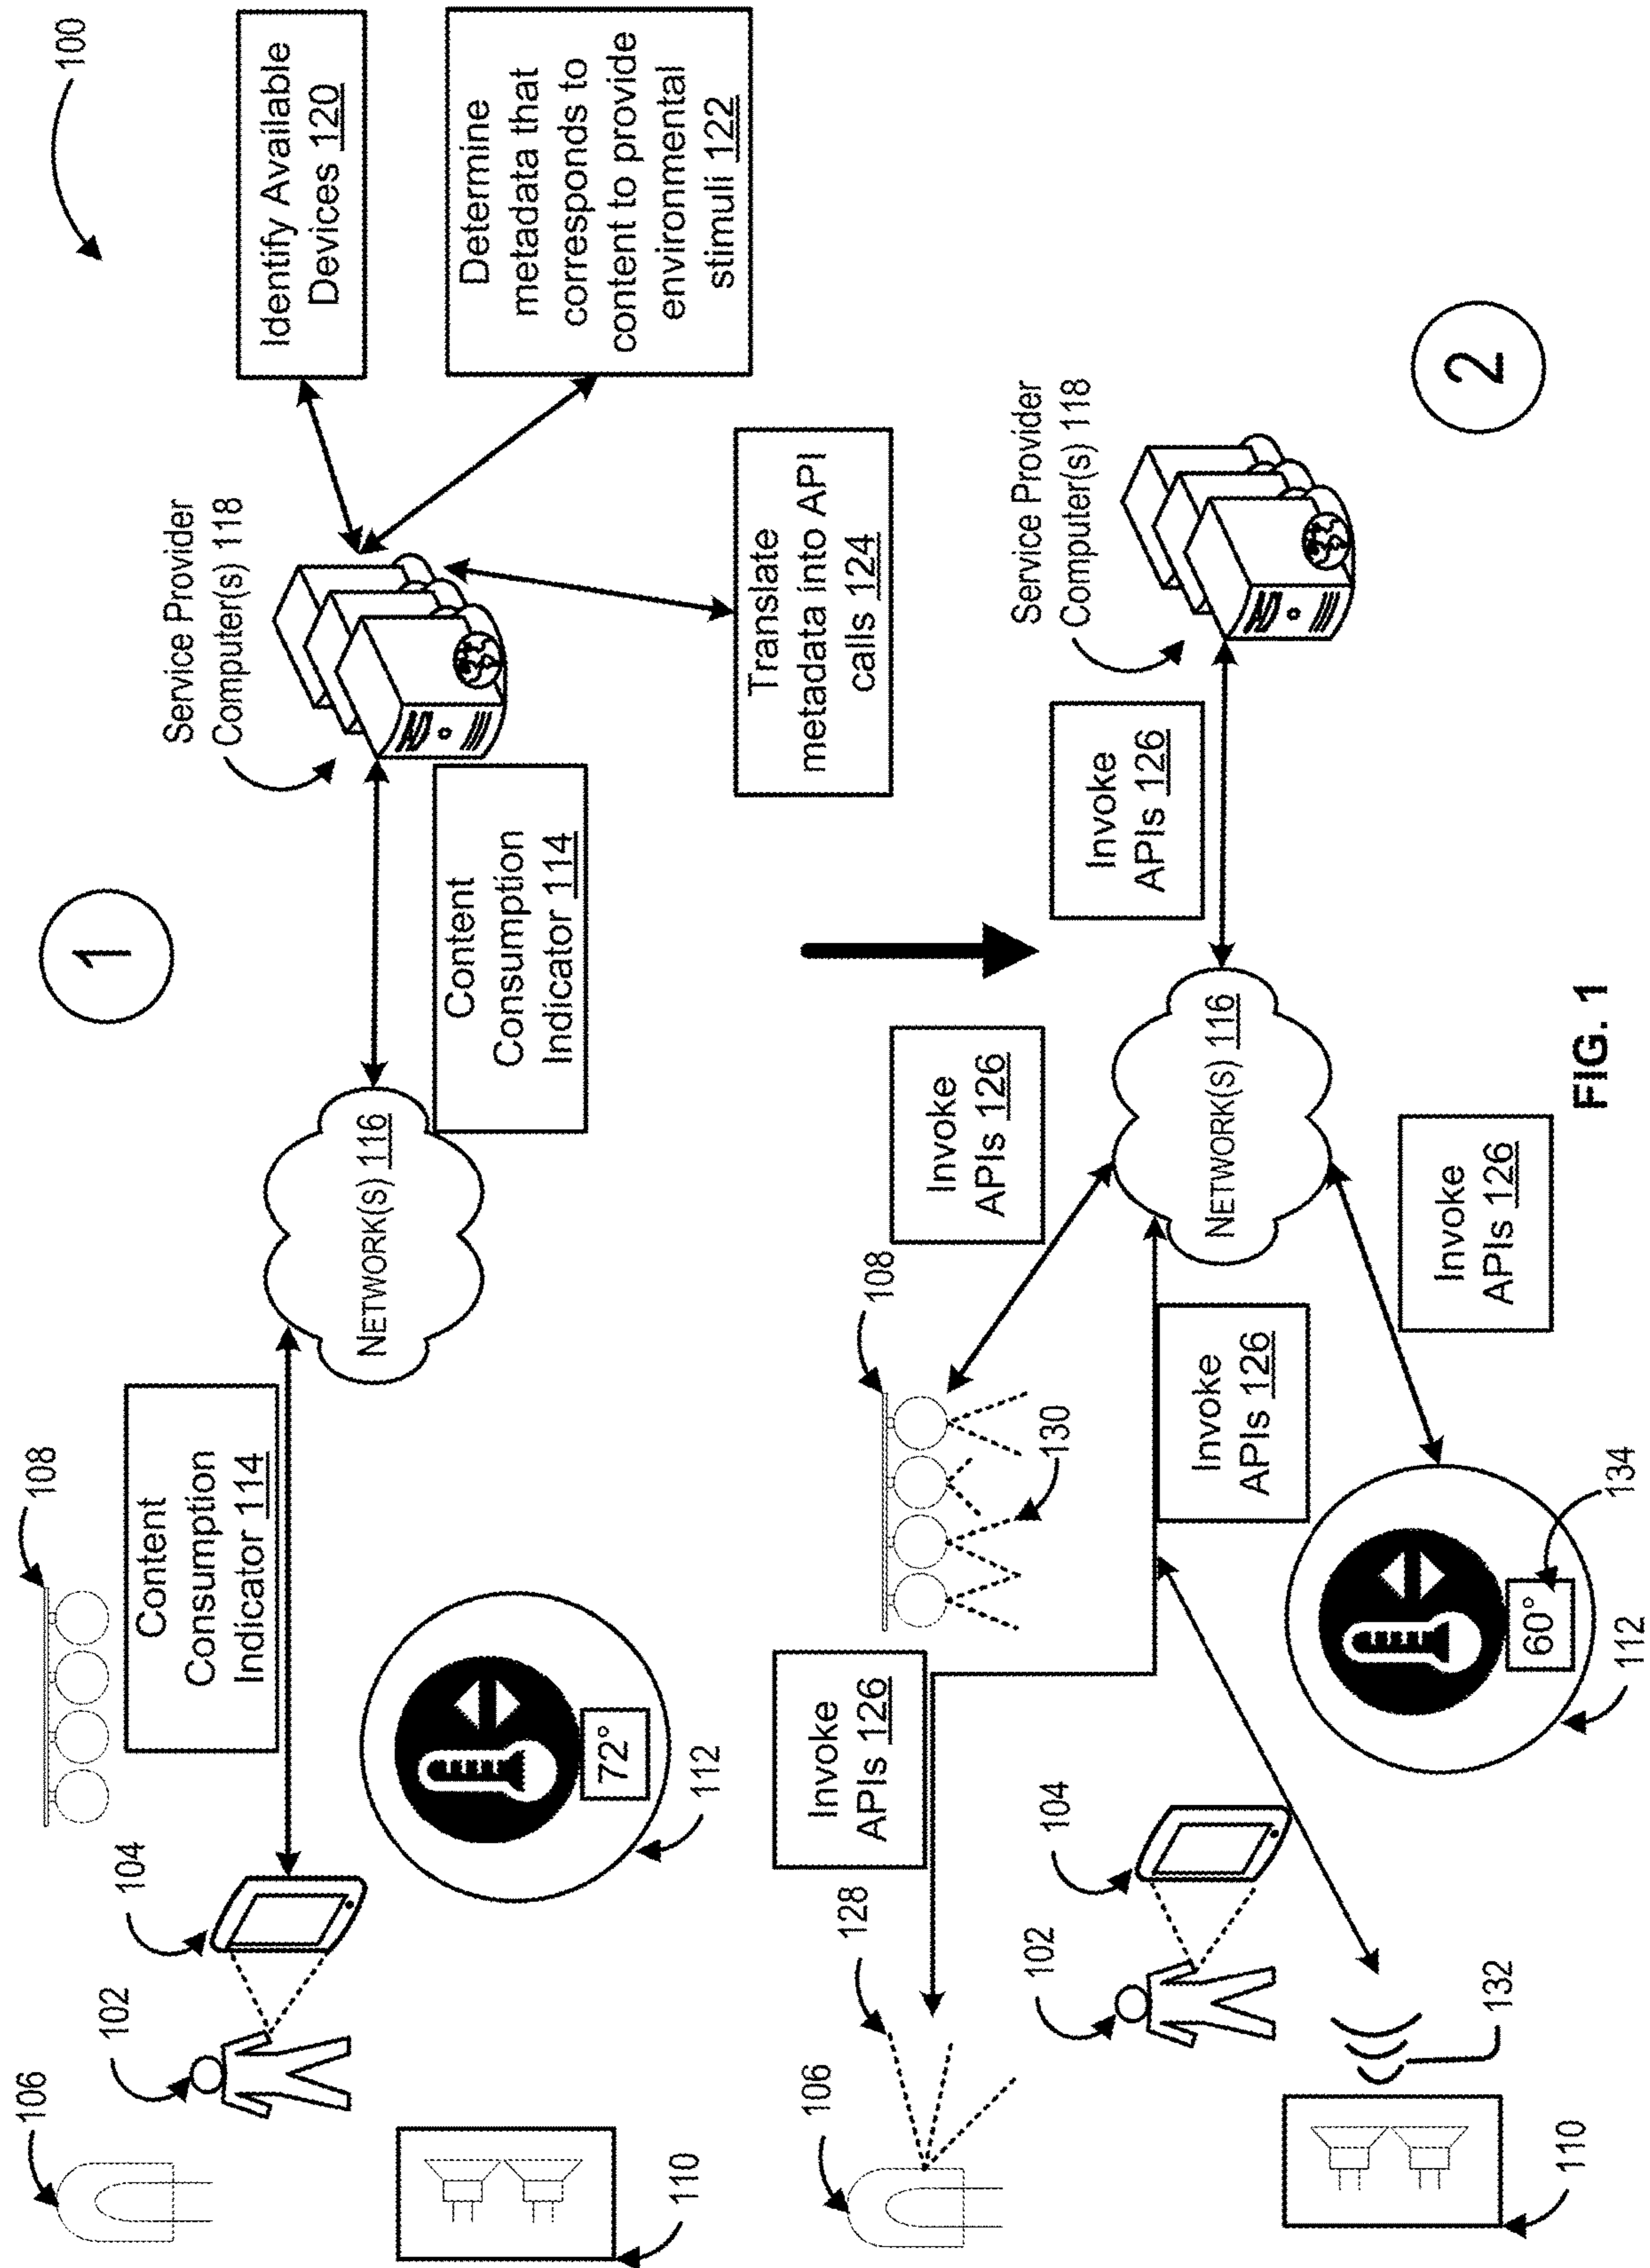 100
1
106
102
104
108
Content
Consumption
Indicator 114
NETWORK(S) 116
Content
Consumption
Indicator 114
Service Provider
Computer(s) 118
Identify Available
Devices 120
Determine
metadata that
corresponds to
content to provide
environmental
stimuli 122
Translate
metadata into API
calls 124
110
72°
112
2
106
128
Invoke
APIs 126
108
130
Invoke
APIs 126
Invoke
APIs 126
Service Provider
Computer(s) 118
102
104
Invoke
APIs 126
NETWORK(S) 116
132
110
60°
134
112
Invoke
APIs 126
FIG. 1